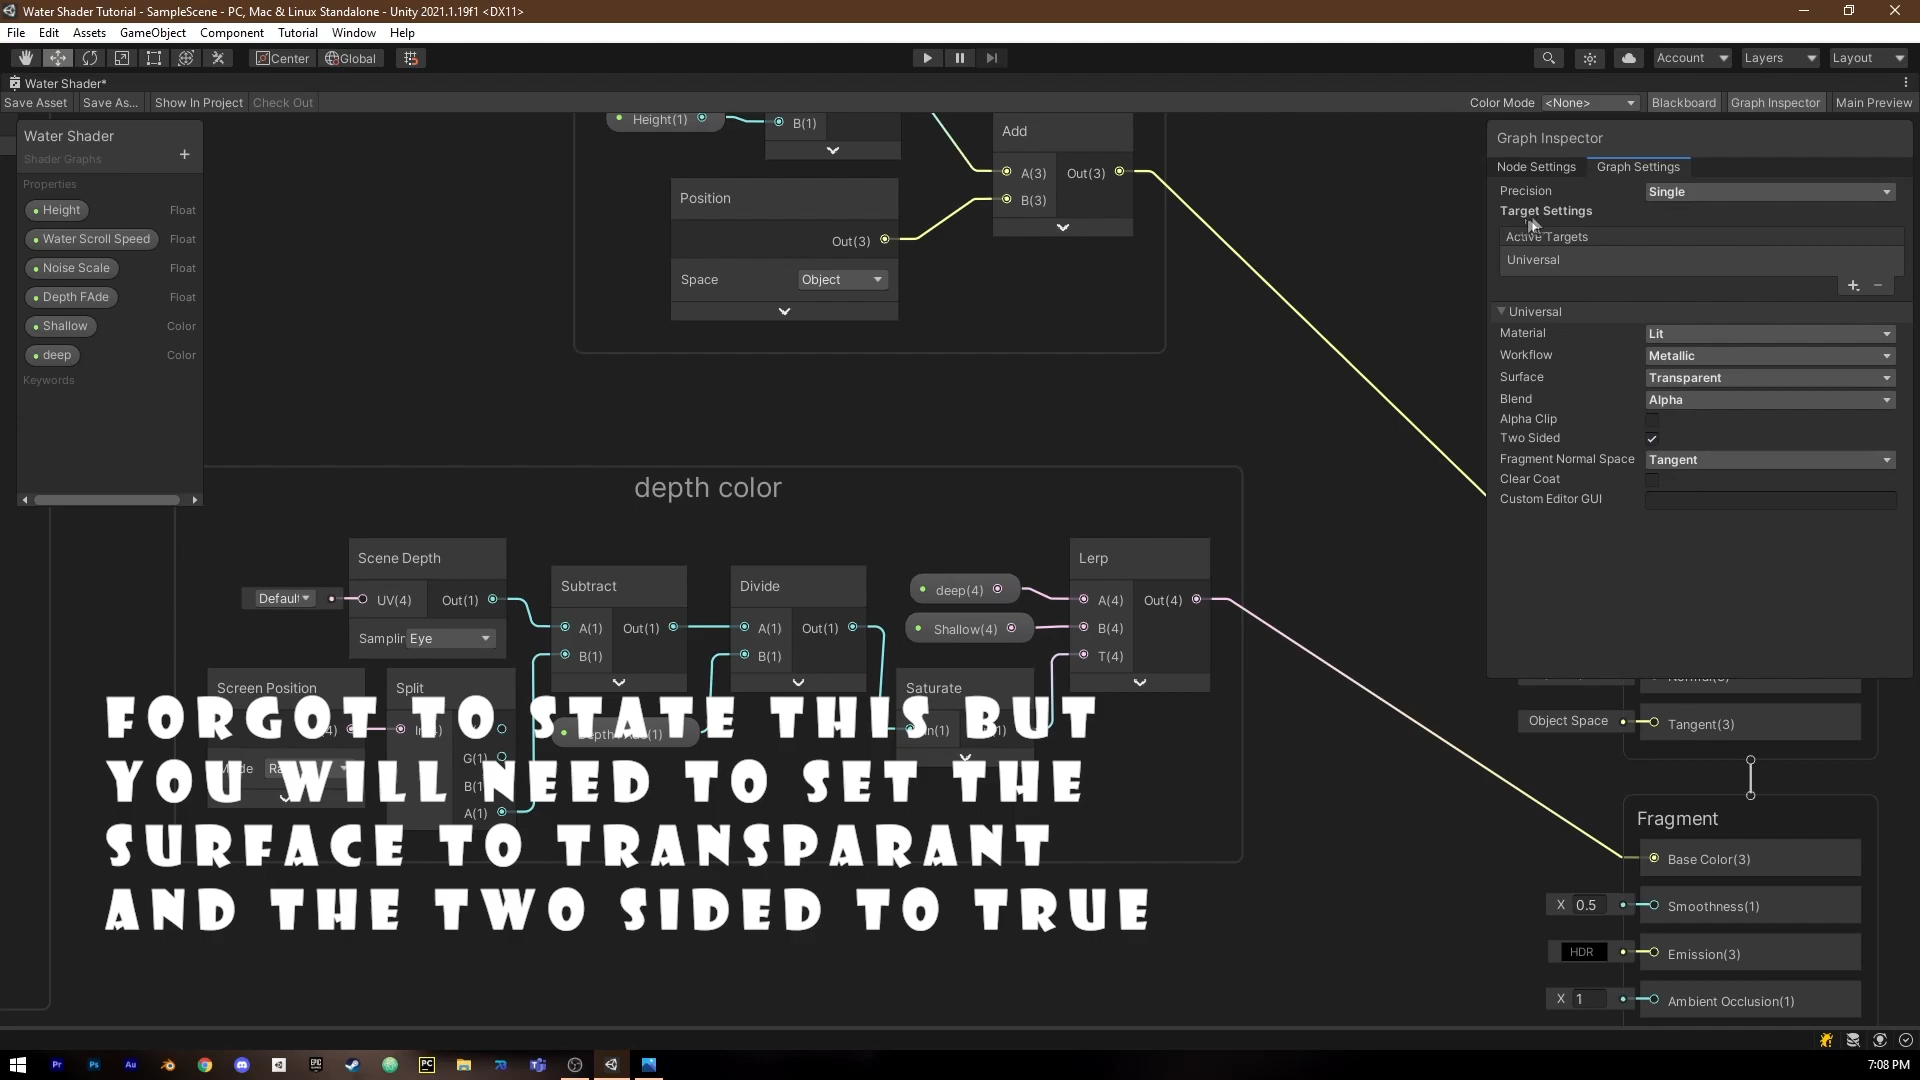 Water Shader Tutorial - SampleScene - PC, Mac & Linux Standalone - Unity 2021.1.19f1 <DX11>
File Edit Assets GameObject Component Tutorial Window Help
Center Global Account Layers Layout
Water Shader*
Save Asset Save As... Show In Project Check Out Color Mode <None> Blackboard Graph Inspector Main Preview
Water Shader
Shader Graphs
Properties
Height Float
Water Scroll Speed Float
Noise Scale Float
Depth FAde Float
Shallow Color
deep Color
Keywords
Height(1) B(1)
Add
A(3) Out(3)
B(3)
Position
Out(3)
Space Object
Graph Inspector
Node Settings Graph Settings
Precision Single
Target Settings
Active Targets
Universal
Universal
Material Lit
Workflow Metallic
Surface Transparent
Blend Alpha
Alpha Clip
Two Sided
Fragment Normal Space Tangent
Clear Coat
Custom Editor GUI
depth color
Scene Depth
Default UV(4) Out(1)
Samplin Eye
Subtract
A(1) Out(1)
B(1)
Divide
A(1) Out(1)
B(1)
deep(4)
Shallow(4)
Lerp
A(4) Out(4)
B(4)
T(4)
Screen Position
Split
G(1)
B(1)
A(1)
Saturate
FORGOT TO STATE THIS BUT
YOU WILL NEED TO SET THE
SURFACE TO TRANSPARANT
AND THE TWO SIDED TO TRUE
Object Space Tangent(3)
Fragment
Base Color(3)
X 0.5 Smoothness(1)
HDR Emission(3)
X 1 Ambient Occlusion(1)
Pr Ps Au PC
7:08 PM